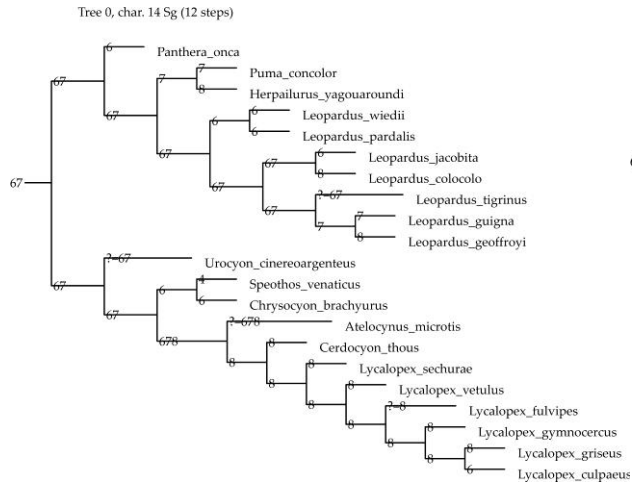 Tree 0, char. 14 Sg (12 steps)
6
Panthera_onca
67
7
Puma_concolor
7
8
Herpailurus_yagouaroundi
67
6
Leopardus_wiedii
6
6
Leopardus_pardalis
67
6
Leopardus_jacobita
67
8
Leopardus_colocolo
67
67
?=67
Leopardus_tigrinus
67
7
Leopardus_guigna
7
8
Leopardus_geoffroyi
?=67
Urocyon_cinereoargenteus
4
Speothos_venaticus
67
6
6
Chrysocyon_brachyurus
67
?=678
Atelocynus_microtis
678
8
Cerdocyon_thous
8
8
Lycalopex_sechurae
8
8
Lycalopex_vetulus
8
?=8
Lycalopex_fulvipes
8
8
Lycalopex_gymnocercus
8
8
Lycalopex_griseus
8
6
Lycalopex_culpaeus